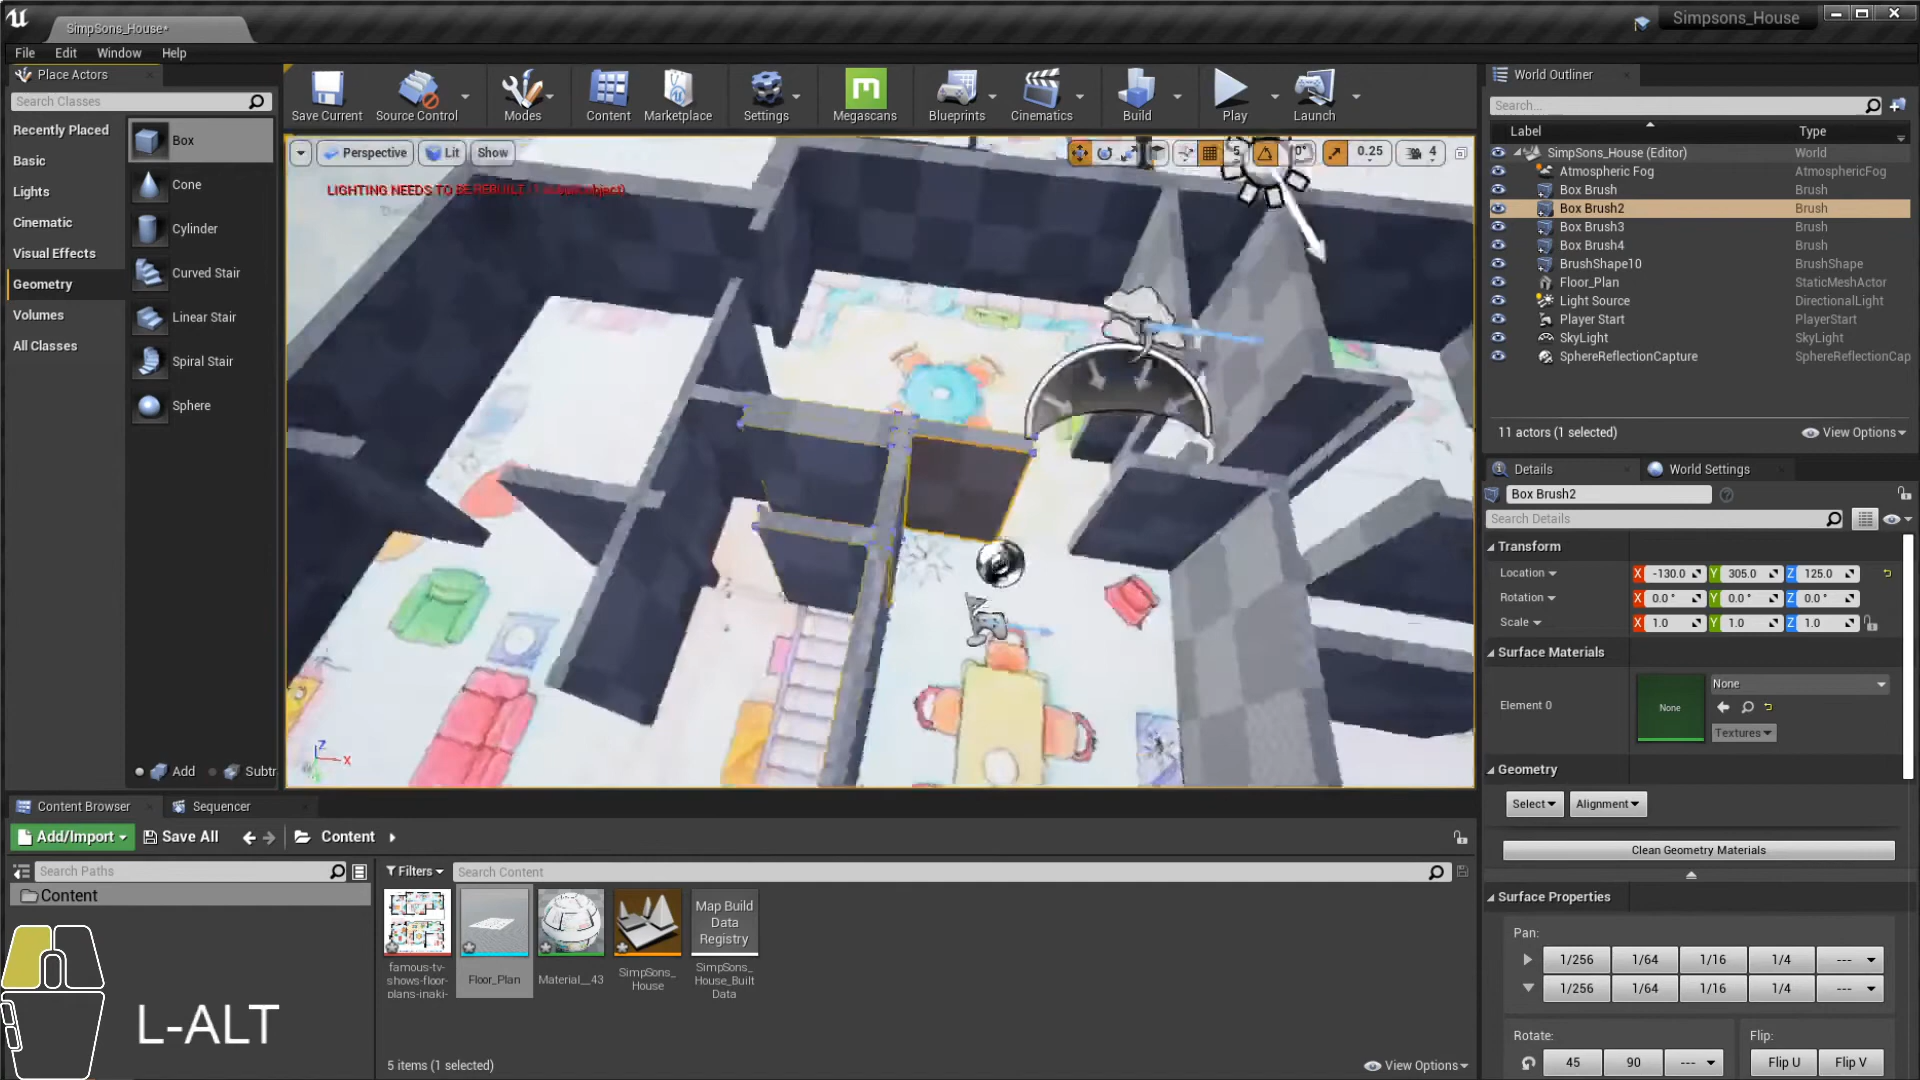 SimpSons_House*
Simpsons_House
File Edit Window Help
Place Actors
Search Classes
Recently Placed
Basic
Lights
Cinematic
Visual Effects
Geometry
Volumes
All Classes
Box
Cone
Cylinder
Curved Stair
Linear Stair
Spiral Stair
Sphere
Add Subtr
Save Current
Source Control
Modes
Content
Marketplace
Settings
Megascans
Blueprints
Cinematics
Build
Play
Launch
Perspective
Lit
Show
5
0°
0.25
4
LIGHTING NEEDS TO BE REBUILT
Z
X
World Outliner
Search...
Label Type
SimpSons_House (Editor) World
Atmospheric Fog AtmosphericFog
Box Brush Brush
Box Brush2 Brush
Box Brush3 Brush
Box Brush4 Brush
BrushShape10 BrushShape
Floor_Plan StaticMeshActor
Light Source DirectionalLight
Player Start PlayerStart
SkyLight SkyLight
SphereReflectionCapture SphereReflectionCap
11 actors (1 selected) View Options
Details World Settings
Box Brush2
Search Details
Transform
Location X -130.0 Y 305.0 Z 125.0
Rotation X 0.0 ° Y 0.0 ° Z 0.0 °
Scale X 1.0 Y 1.0 Z 1.0
Surface Materials
Element 0 None None
Textures
Geometry
Select Alignment
Clean Geometry Materials
Surface Properties
Pan:
1/256 1/64 1/16 1/4 ---
1/256 1/64 1/16 1/4 ---
Rotate: Flip:
45 90 --- Flip U Flip V
Content Browser Sequencer
Add/Import Save All Content
Search Paths
Content
Filters Search Content
famous-tv-
shows-floor-
plans-inaki-
Floor_Plan
Material__43
SimpSons_
House
Map Build
Data
Registry
SimpSons_
House_Built
Data
5 items (1 selected) View Options
L-ALT